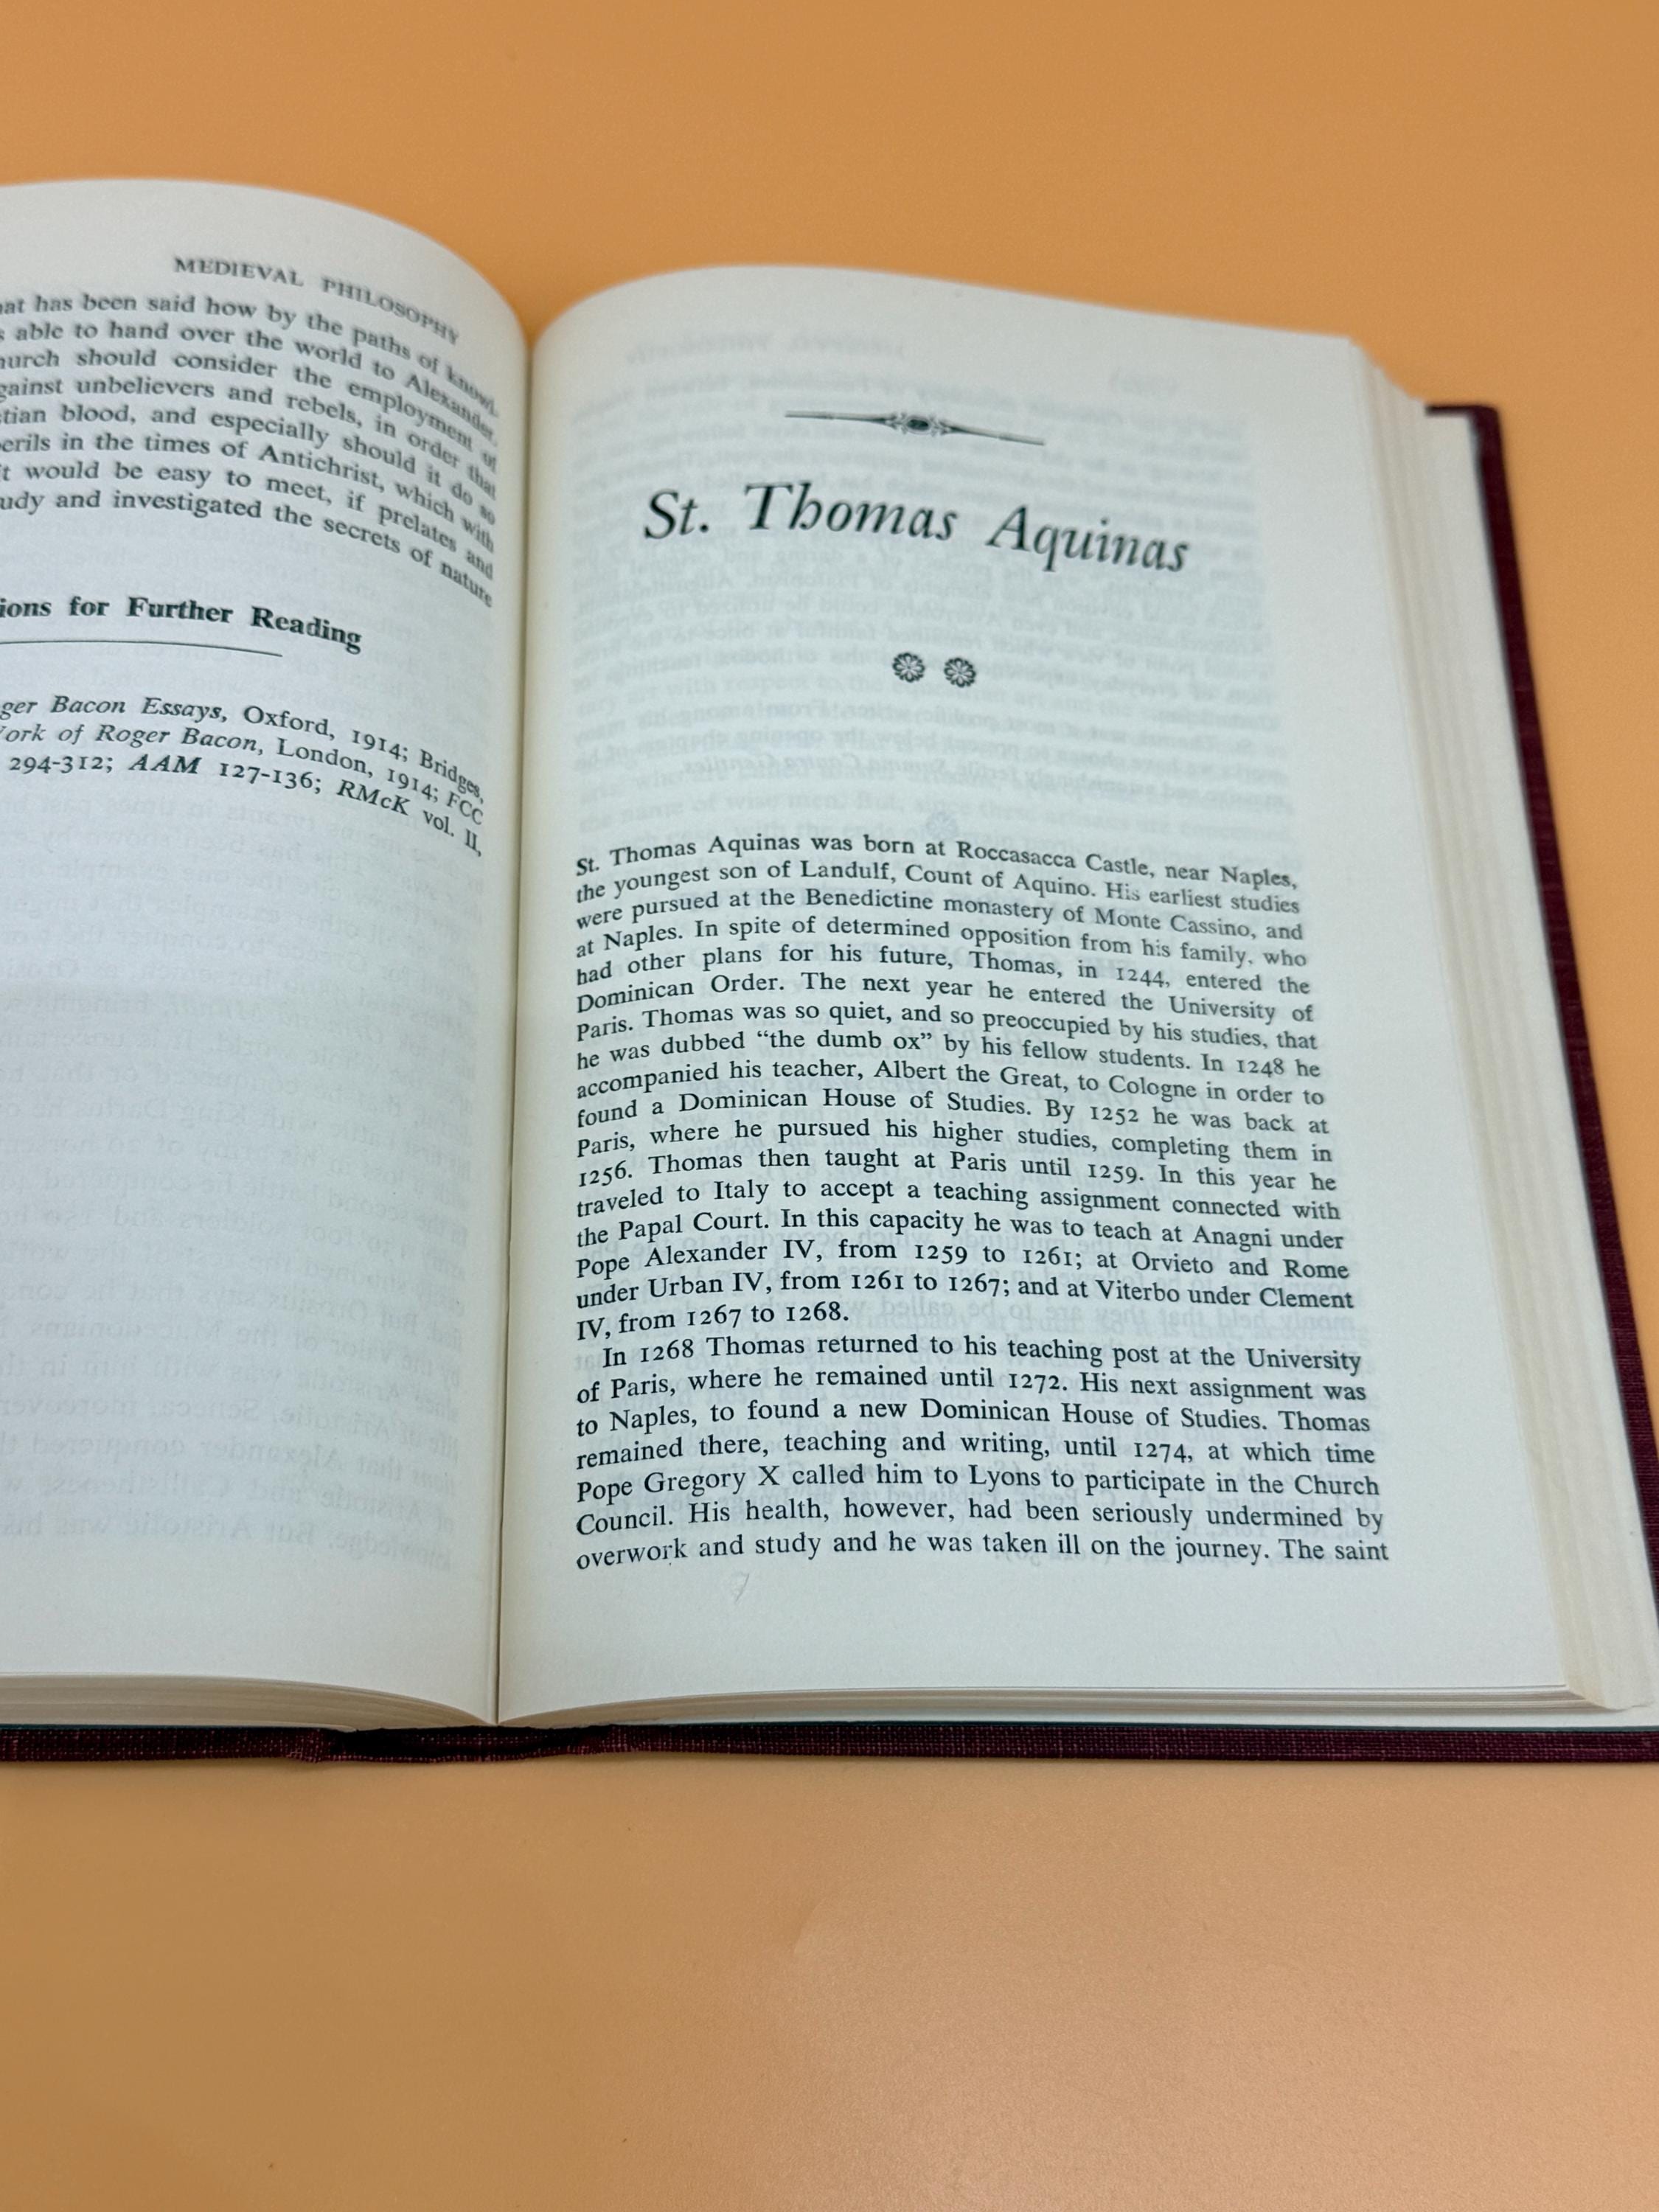 MEDIEVAL PHILOSOPHY
has been said how by the paths of knowl-
able to hand over the world to Alexander.
should consider the employment of
unbelievers and rebels, in order that
blood, and especially should it do so
in the times of Antichrist, which with
would be easy to meet, if prelates and
and investigated the secrets of nature
for Further Reading
Bacon Essays, Oxford, 1914; Bridges,
of Roger Bacon, London, 1914; FCC
294-312; AAM 127-136; RMcK vol. II,
St. Thomas Aquinas
St. Thomas Aquinas was born at Roccasacca Castle, near Naples,
the youngest son of Landulf, Count of Aquino. His earliest studies
were pursued at the Benedictine monastery of Monte Cassino, and
at Naples. In spite of determined opposition from his family, who
had other plans for his future, Thomas, in 1244, entered the
Dominican Order. The next year he entered the University of
Paris. Thomas was so quiet, and so preoccupied by his studies, that
he was dubbed “the dumb ox” by his fellow students. In 1248 he
accompanied his teacher, Albert the Great, to Cologne in order to
found a Dominican House of Studies. By 1252 he was back at
Paris, where he pursued his higher studies, completing them in
1256. Thomas then taught at Paris until 1259. In this year he
traveled to Italy to accept a teaching assignment connected with
the Papal Court. In this capacity he was to teach at Anagni under
Pope Alexander IV, from 1259 to 1261; at Orvieto and Rome
under Urban IV, from 1261 to 1267; and at Viterbo under Clement
IV, from 1267 to 1268.
In 1268 Thomas returned to his teaching post at the University
of Paris, where he remained until 1272. His next assignment was
to Naples, to found a new Dominican House of Studies. Thomas
remained there, teaching and writing, until 1274, at which time
Pope Gregory X called him to Lyons to participate in the Church
Council. His health, however, had been seriously undermined by
overwork and study and he was taken ill on the journey. The saint